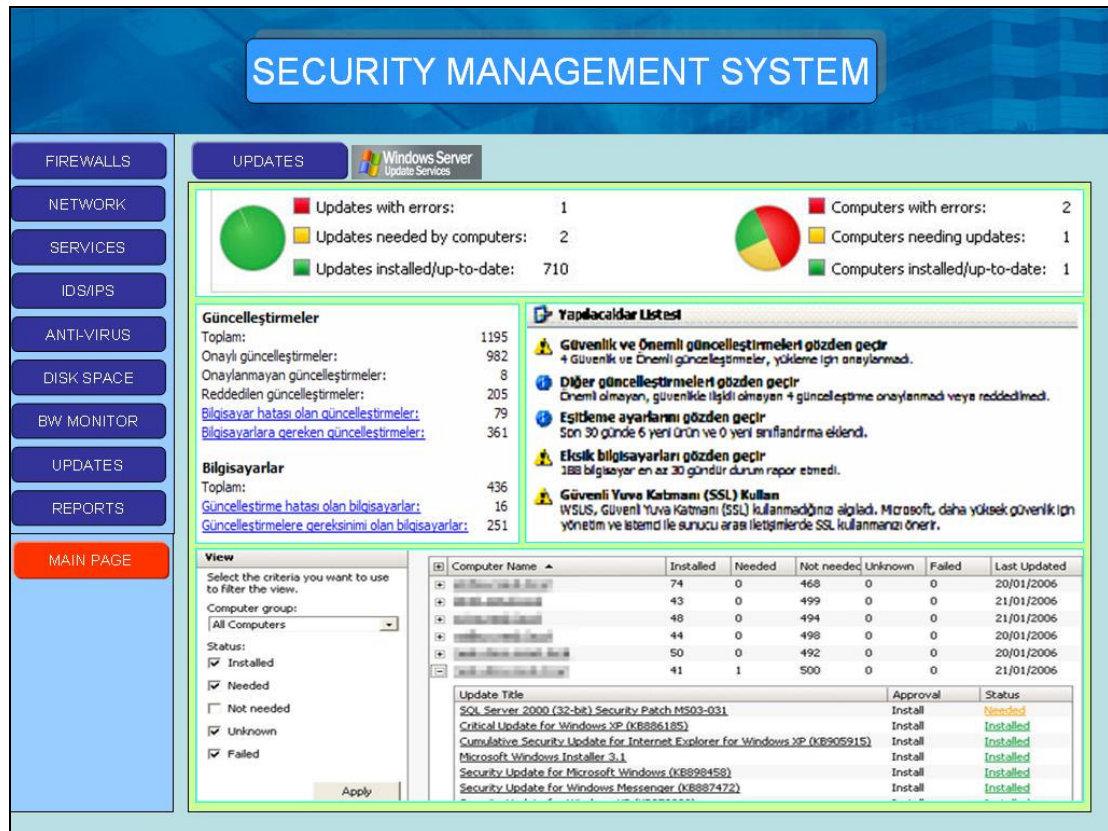 SECURITY MANAGEMENT SYSTEM
FIREWALLS
NETWORK
SERVICES
IDS/IPS
ANTI-VIRUS
DISK SPACE
BW MONITOR
UPDATES
REPORTS
MAIN PAGE
UPDATES
Windows Server
Update Services
Updates with errors: 1
Updates needed by computers: 2
Updates installed/up-to-date: 710
Computers with errors: 2
Computers needing updates: 1
Computers installed/up-to-date: 1
Güncelleştirmeler
Toplam: 1195
Onaylı güncelleştirmeler: 982
Onaylanmayan güncelleştirmeler: 8
Reddedilen güncelleştirmeler: 205
Bilgisayar hatası olan güncelleştirmeler: 79
Bilgisayarlara gereken güncelleştirmeler: 361
Bilgisayarlar
Toplam: 436
Güncelleştirme hatası olan bilgisayarlar: 16
Güncelleştirmelere gereksinimi olan bilgisayarlar: 251
Yapılacaklar Listesi
Güvenlik ve Önemli güncelleştirmeleri gözden geçir
4 Güvenlik ve Önemli güncelleştirmeler, yükleme için onaylanmadı.
Diğer güncelleştirmeleri gözden geçir
Önemli olmayan, güvenlikle ilişkili olmayan 4 güncelleştirme onaylanmadı veya reddedilmedi.
Eşitleme ayarlarını gözden geçir
Son 30 günde 6 yeni ürün ve 0 yeni sınıflandırma eklendi.
Eksik bilgisayarları gözden geçir
188 bilgisayar en az 30 gündür durum rapor etmedi.
Güvenli Yuva Katmanı (SSL) Kullan
WSUS, Güvenli Yuva Katmanı (SSL) kullanmadığınızı algıladı. Microsoft, daha yüksek güvenlik için
yönetim ve istemci ile sunucu arası iletişimlerde SSL kullanmanızı önerir.
View
Select the criteria you want to use
to filter the view.
Computer group:
All Computers
Status:
Installed
Needed
Not needed
Unknown
Failed
Apply
Computer Name Installed Needed Not needed Unknown Failed Last Updated
74 0 468 0 0 20/01/2006
43 0 499 0 0 21/01/2006
48 0 494 0 0 21/01/2006
44 0 498 0 0 20/01/2006
50 0 492 0 0 20/01/2006
41 1 500 0 0 21/01/2006
Update Title Approval Status
SQL Server 2000 (32-bit) Security Patch MS03-031 Install Needed
Critical Update for Windows XP (KB886185) Install Installed
Cumulative Security Update for Internet Explorer for Windows XP (KB905915) Install Installed
Microsoft Windows Installer 3.1 Install Installed
Security Update for Microsoft Windows (KB898458) Install Installed
Security Update for Windows Messenger (KB887472) Install Installed